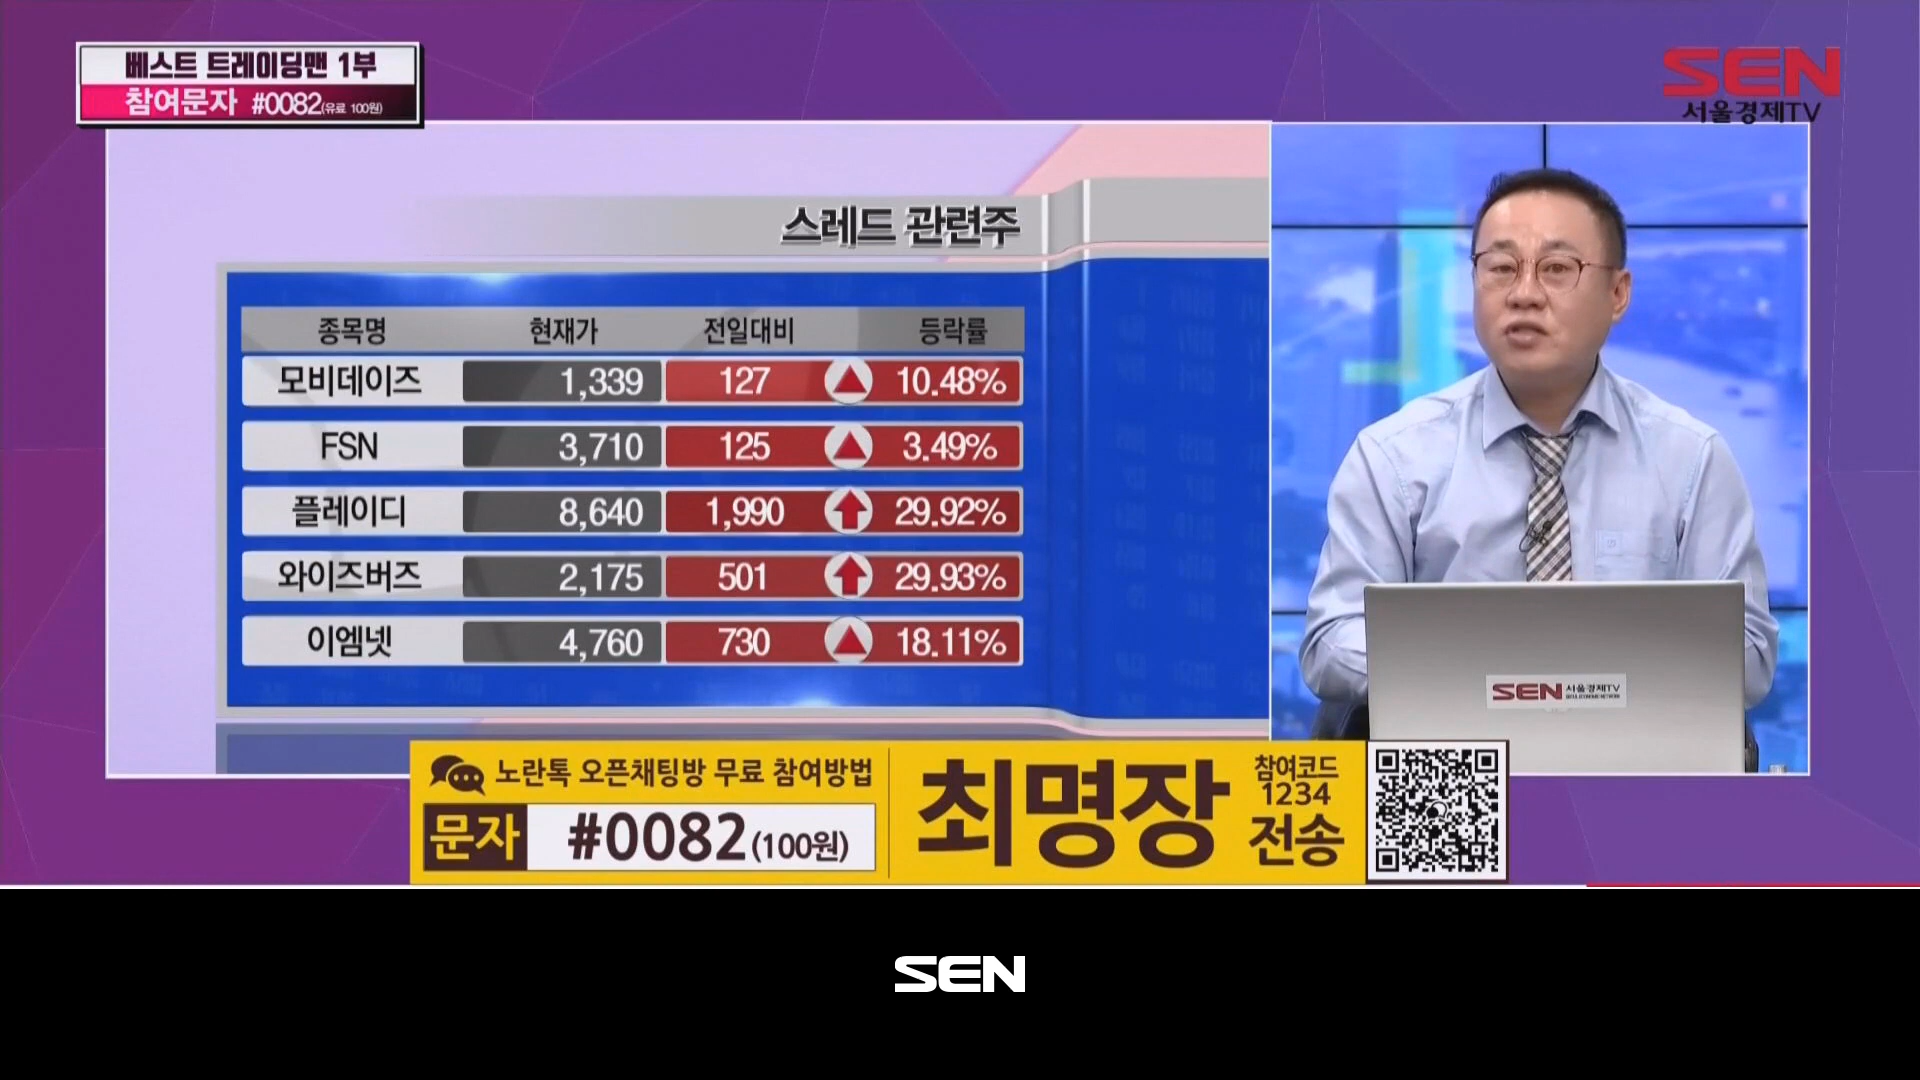 베스트 트레이딩맨 1부
참여문자 #0082(유료 100원)
SEN
서울경제TV
스레드 관련주
종목명 현재가 전일대비 등락률
모비데이즈 1,339 127 10.48%
FSN 3,710 125 3.49%
플레이디 8,640 1,990 29.92%
와이즈버즈 2,175 501 29.93%
이엠넷 4,760 730 18.11%
SEN 서울경제TV
노란톡 오픈채팅방 무료 참여방법
문자 #0082(100원)
최명장
참여코드
1234
전송
SEN